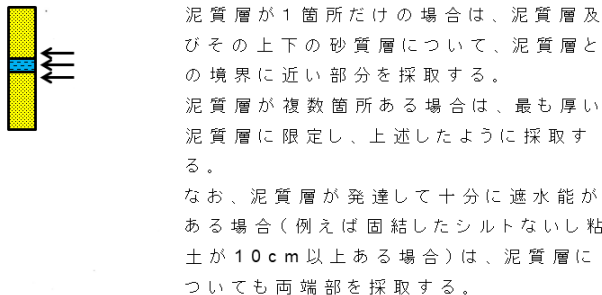 泥質層が1箇所だけの場合は、泥質層及
びその上下の砂質層について、泥質層と
の境界に近い部分を採取する。
泥質層が複数箇所ある場合は、最も厚い
泥質層に限定し、上述したように採取す
る。
なお、泥質層が発達して十分に遮水能が
ある場合(例えば固結したシルトないし粘
土が10cm以上ある場合)は、泥質層に
ついても両端部を採取する。